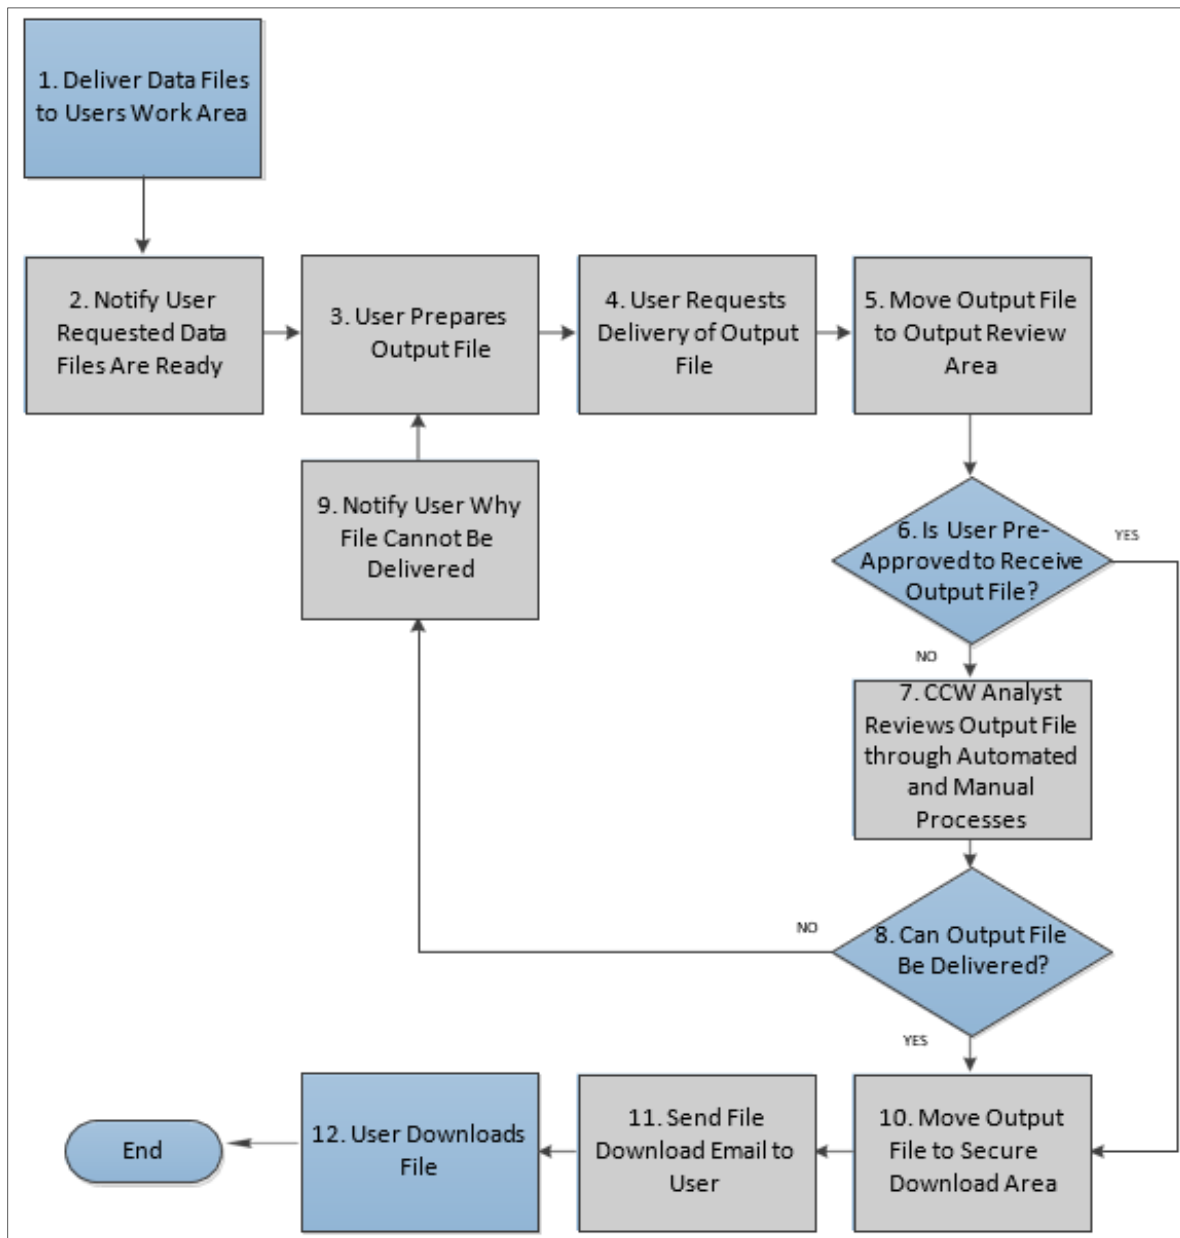 1. Deliver Data Files
to Users Work Area
2. Notify User
Requested Data
Files Are Ready
3. User Prepares
Output File
4. User Requests
Delivery of Output
File
5. Move Output File
to Output Review
Area
9. Notify User Why
File Cannot Be
Delivered
6. Is User Pre-
Approved to Receive
Output File?
YES
NO
7. CCW Analyst
Reviews Output File
through Automated
and Manual
Processes
8. Can Output File
Be Delivered?
NO
YES
10. Move Output
File to Secure
Download Area
11. Send File
Download Email to
User
12. User Downloads
File
End